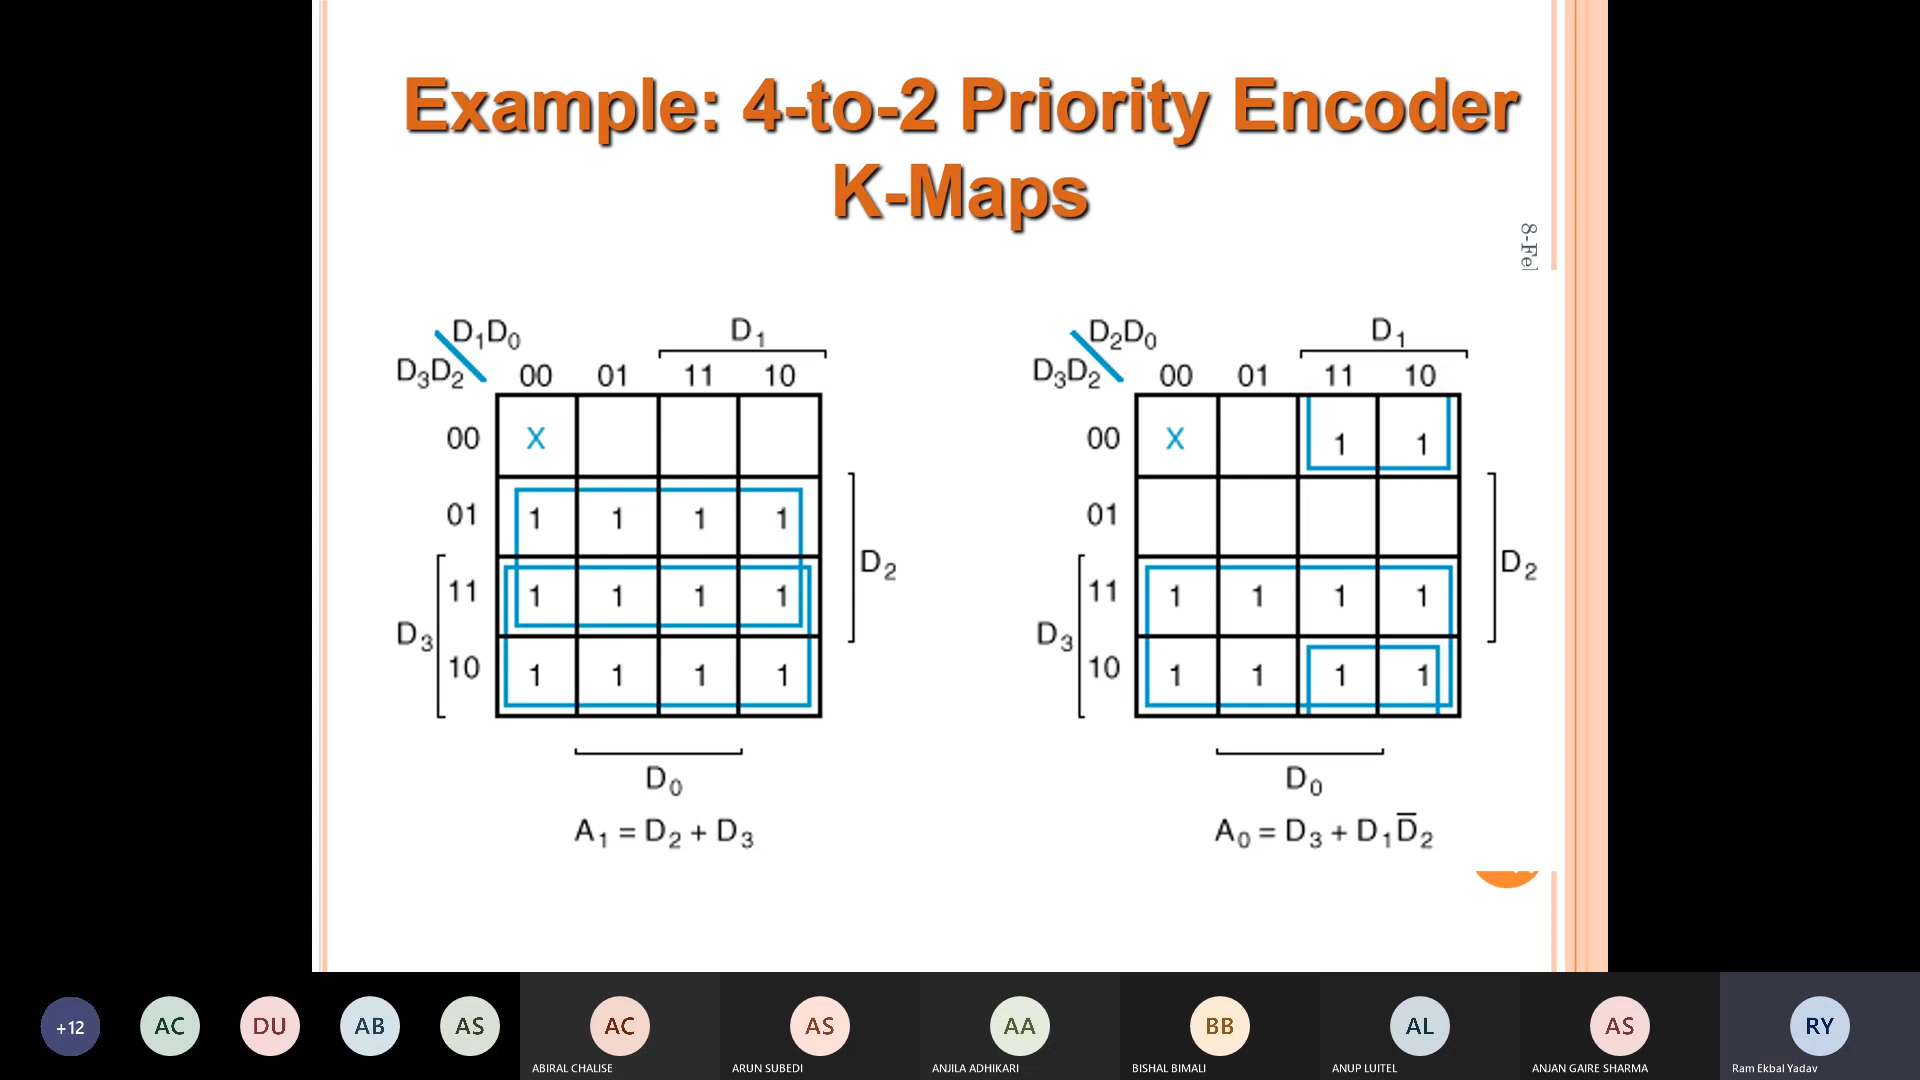 Example: 4-to-2 Priority Encoder
K-Maps
8-Fe
D₁D₀
D₃D₂
D₁
00 01 11 10
00 X
01 1 1 1 1
11 1 1 1 1
10 1 1 1 1
D₂
D₃
D₀
A₁ = D₂ + D₃
D₂D₀
D₃D₂
D₁
00 01 11 10
00 X 1 1
01
11 1 1 1 1
10 1 1 1 1
D₂
D₃
D₀
A₀ = D₃ + D₁D̅₂
+12 AC DU AB AS AC AS AA BB AL AS RY
ABIRAL CHALISE ARUN SUBEDI ANJILA ADHIKARI BISHAL BIMALI ANUP LUITEL ANJAN GAIRE SHARMA Ram Ekbal Yadav